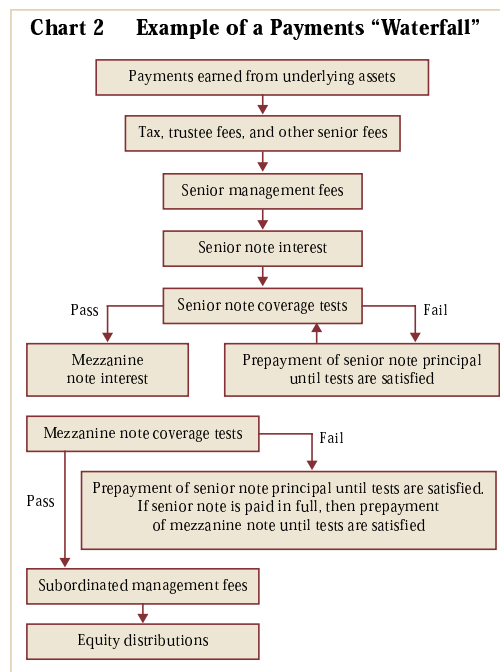 Chart 2 Example of a Payments “Waterfall”
Payments earned from underlying assets
Tax, trustee fees, and other senior fees
Senior management fees
Senior note interest
Senior note coverage tests
Pass
Fail
Mezzanine
note interest
Prepayment of senior note principal
until tests are satisfied
Mezzanine note coverage tests
Fail
Pass
Prepayment of senior note principal until tests are satisfied.
If senior note is paid in full, then prepayment
of mezzanine note until tests are satisfied
Subordinated management fees
Equity distributions